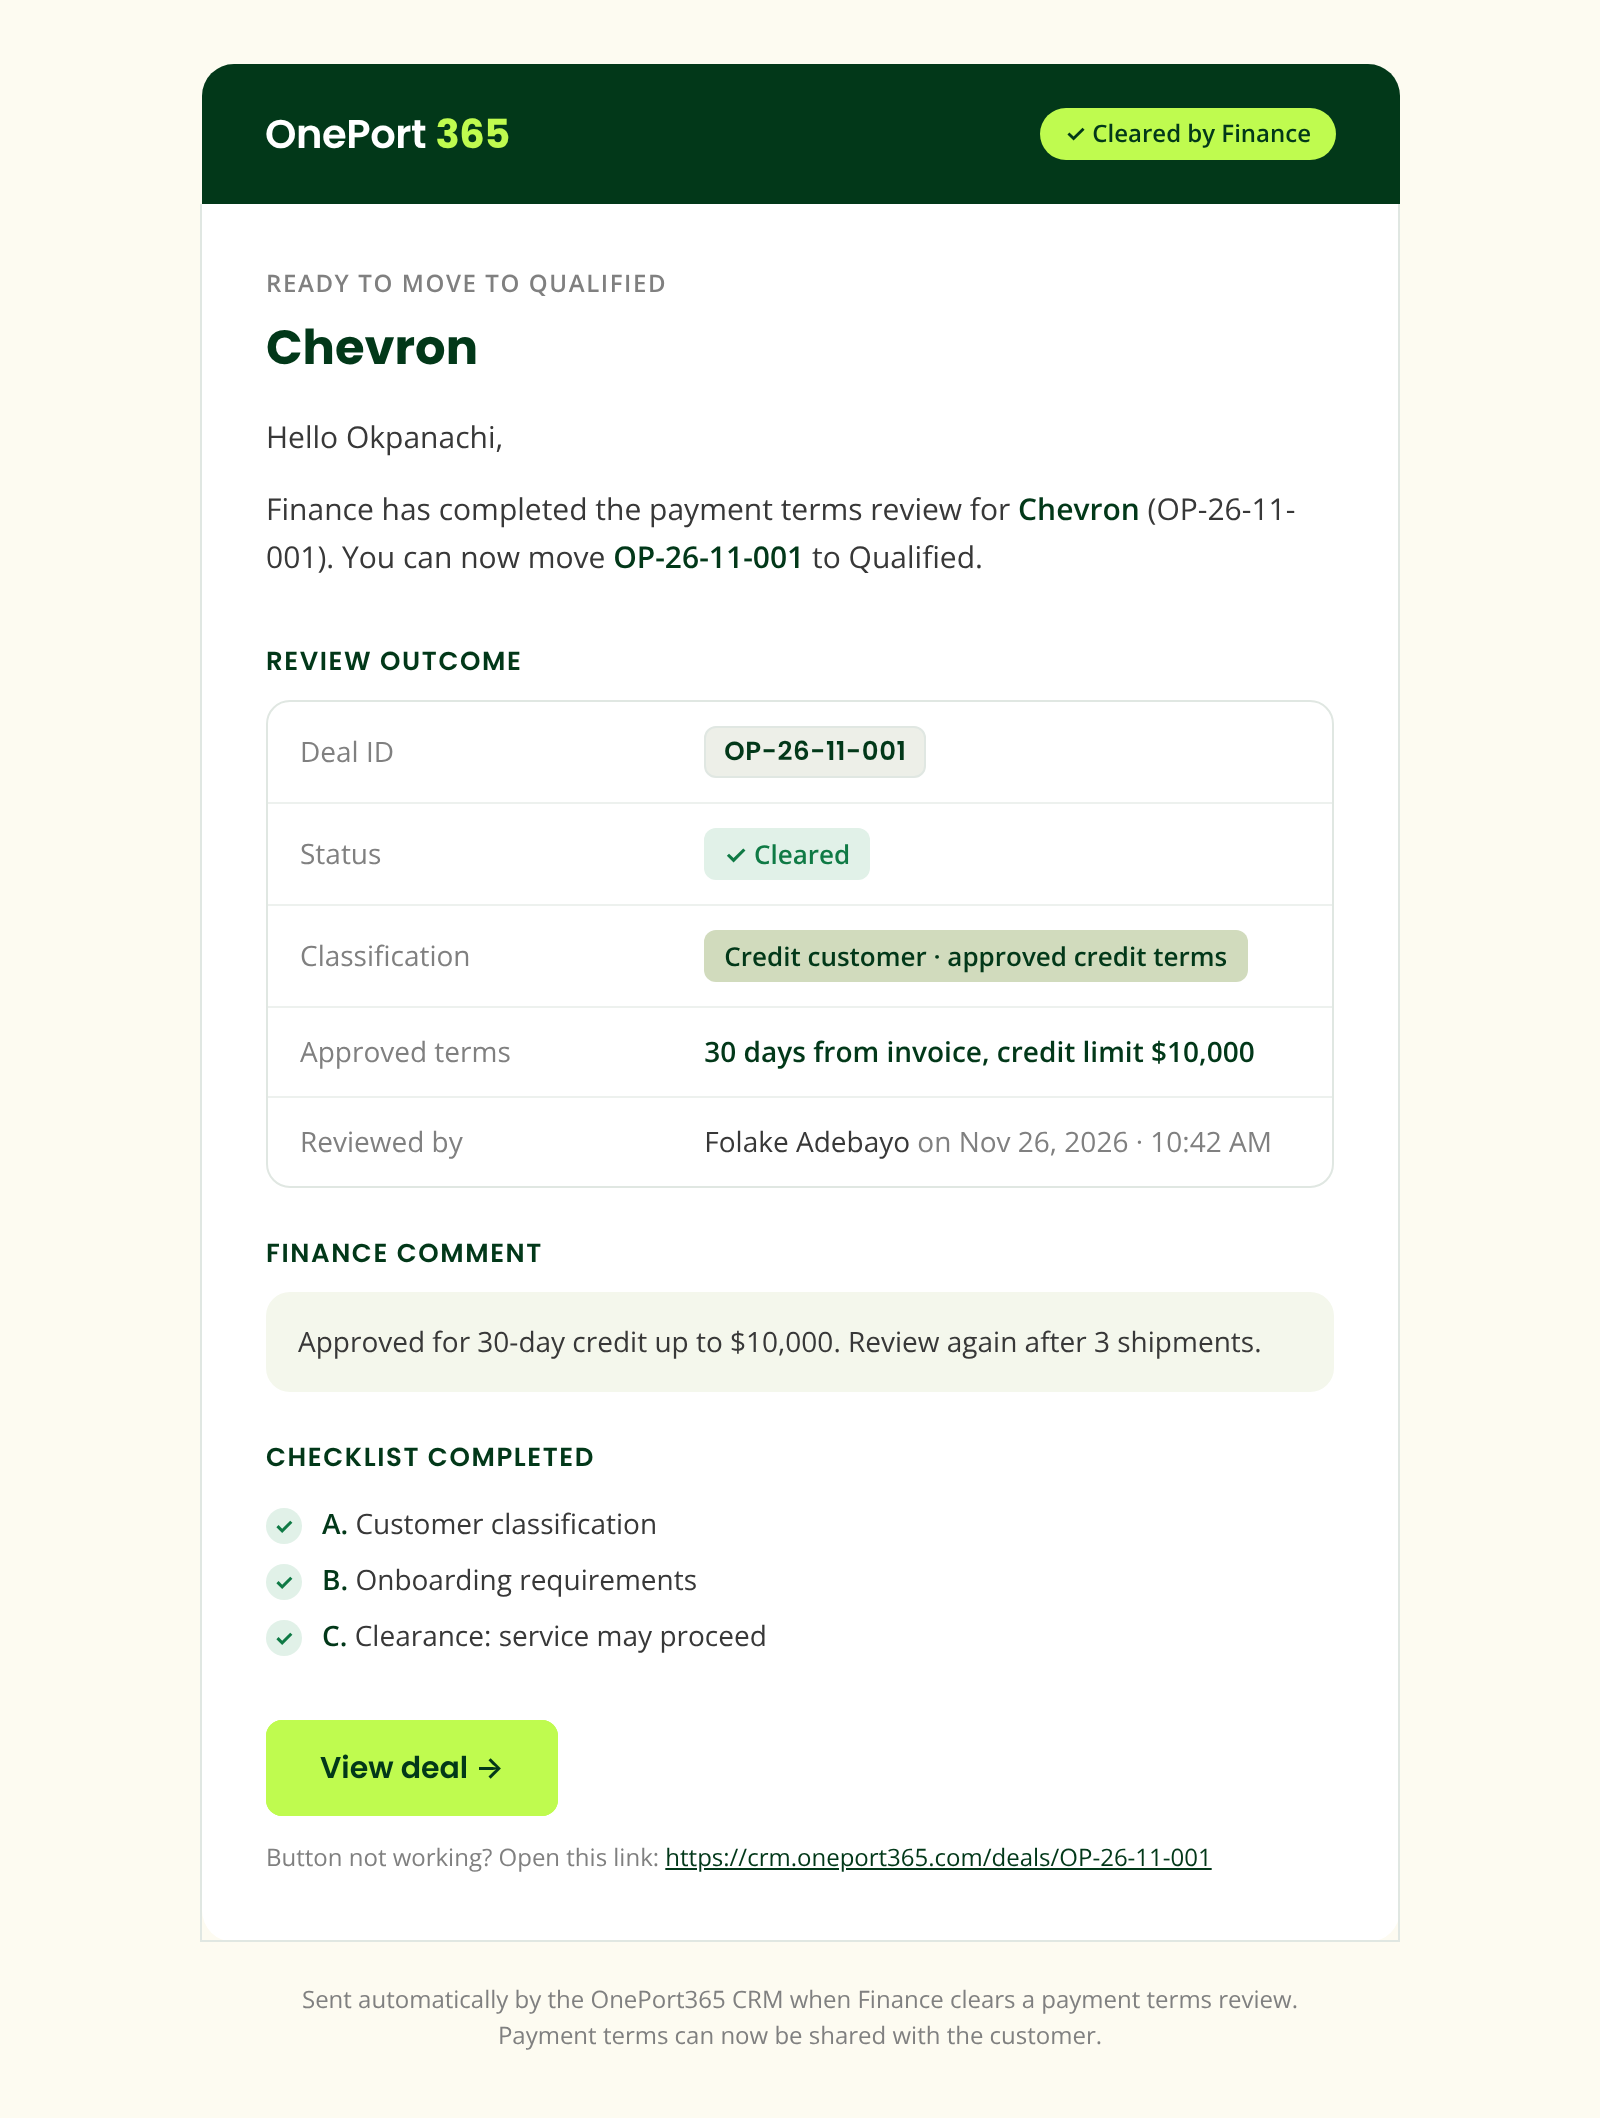 OnePort 365
✓ Cleared by Finance
READY TO MOVE TO QUALIFIED
Chevron
Hello Okpanachi,
Finance has completed the payment terms review for Chevron (OP-26-11-
001). You can now move OP-26-11-001 to Qualified.
REVIEW OUTCOME
Deal ID OP-26-11-001
Status ✓ Cleared
Classification Credit customer · approved credit terms
Approved terms 30 days from invoice, credit limit $10,000
Reviewed by Folake Adebayo on Nov 26, 2026 · 10:42 AM
FINANCE COMMENT
Approved for 30-day credit up to $10,000. Review again after 3 shipments.
CHECKLIST COMPLETED
✓ A. Customer classification
✓ B. Onboarding requirements
✓ C. Clearance: service may proceed
View deal →
Button not working? Open this link: https://crm.oneport365.com/deals/OP-26-11-001
Sent automatically by the OnePort365 CRM when Finance clears a payment terms review.
Payment terms can now be shared with the customer.